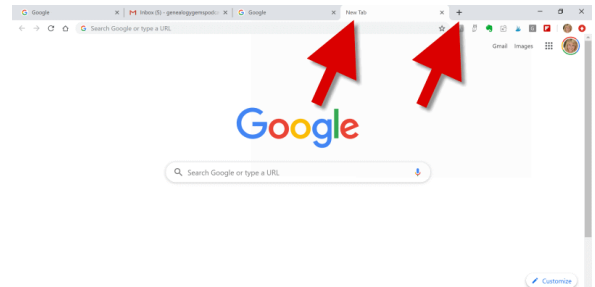 Google
Inbox (5) - genealogygemspodc
G - Google
New Tab
Search Google or type a URL
Gmail Images
Google
Search Google or type a URL
Customize